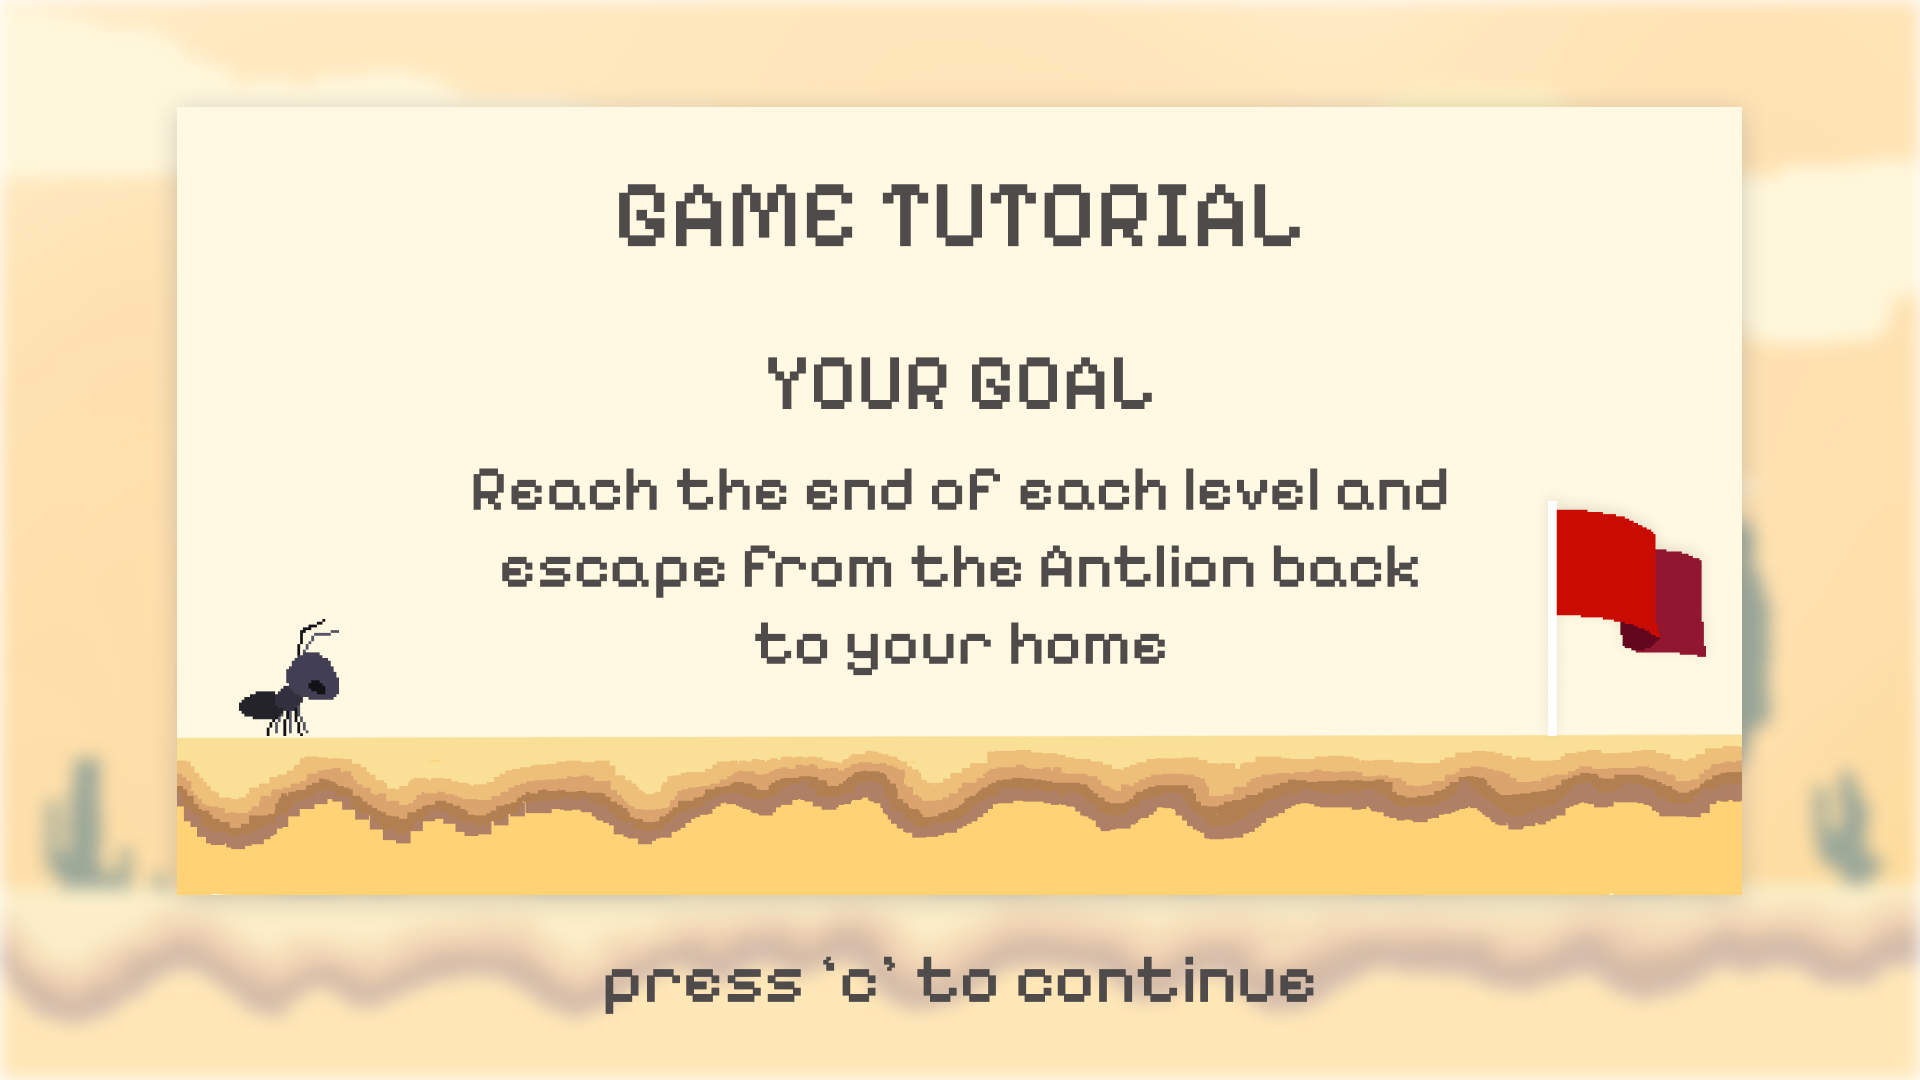 GAME TUTORIAL
YOUR GOAL
Reach the end of each level and
escape from the Antlion back
to your home
press 'c' to continue